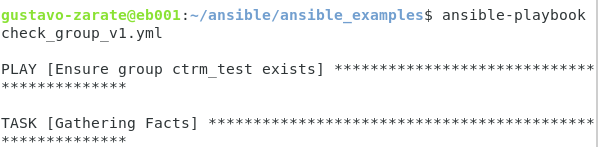 gustavo-zarate@eb001:~/ansible/ansible_examples$ ansible-playbook
check_group_v1.yml

PLAY [Ensure group ctrm_test exists] *****************************
**************

TASK [Gathering Facts] *******************************************
**************